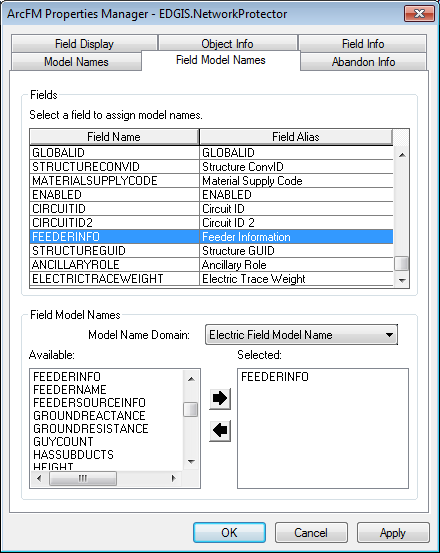 ArcFM Properties Manager - EDGIS.NetworkProtector
Field Display Object Info Field Info
Model Names Field Model Names Abandon Info
Fields
Select a field to assign model names.
Field Name Field Alias
GLOBALID GLOBALID
STRUCTURECONVID Structure ConvID
MATERIALSUPPLYCODE Material Supply Code
ENABLED ENABLED
CIRCUITID Circuit ID
CIRCUITID2 Circuit ID 2
FEEDERINFO Feeder Information
STRUCTUREGUID Structure GUID
ANCILLARYROLE Ancillary Role
ELECTRICTRACEWEIGHT Electric Trace Weight
Field Model Names
Model Name Domain: Electric Field Model Name
Available: Selected:
FEEDERINFO FEEDERINFO
FEEDERNAME
FEEDERSOURCEINFO
GROUNDREACTANCE
GROUNDRESISTANCE
GUYCOUNT
HASSUBDUCTS
HEIGHT
OK Cancel Apply